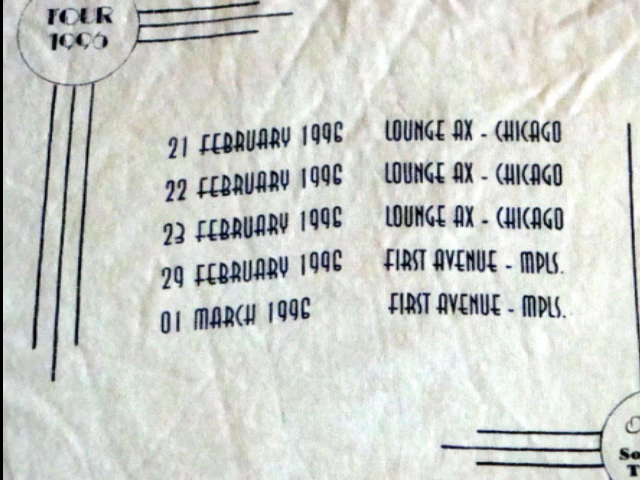 TOUR
1996
21 FEBRUARY 1996 LOUNGE AX - CHICAGO
22 FEBRUARY 1996 LOUNGE AX - CHICAGO
23 FEBRUARY 1996 LOUNGE AX - CHICAGO
29 FEBRUARY 1996 FIRST AVENUE - MPLS.
01 MARCH 1996 FIRST AVENUE - MPLS.